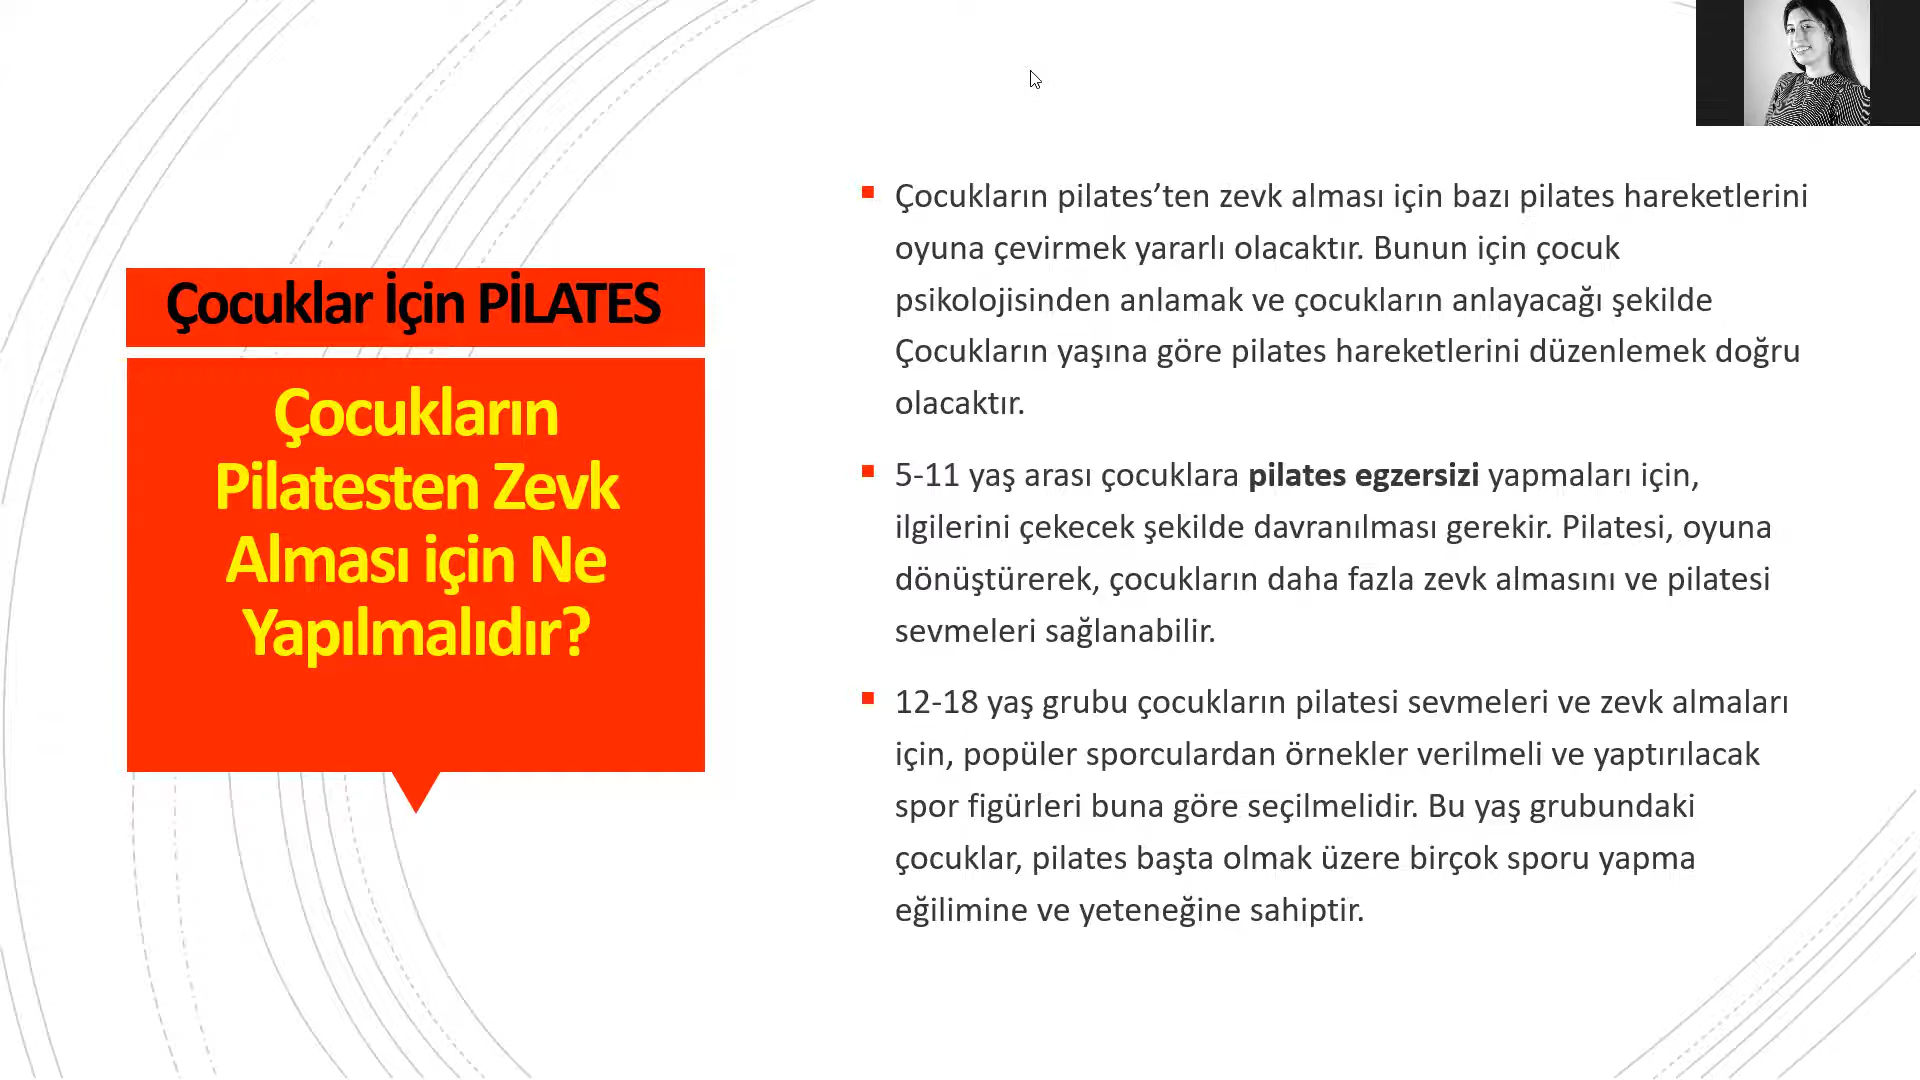 Çocuklar İçin PİLATES
Çocukların
Pilatesten Zevk
Alması için Ne
Yapılmalıdır?
Çocukların pilates’ten zevk alması için bazı pilates hareketlerini
oyuna çevirmek yararlı olacaktır. Bunun için çocuk
psikolojisinden anlamak ve çocukların anlayacağı şekilde
Çocukların yaşına göre pilates hareketlerini düzenlemek doğru
olacaktır.
5-11 yaş arası çocuklara pilates egzersizi yapmaları için,
ilgilerini çekecek şekilde davranılması gerekir. Pilatesi, oyuna
dönüştürerek, çocukların daha fazla zevk almasını ve pilatesi
sevmeleri sağlanabilir.
12-18 yaş grubu çocukların pilatesi sevmeleri ve zevk almaları
için, popüler sporculardan örnekler verilmeli ve yaptırılacak
spor figürleri buna göre seçilmelidir. Bu yaş grubundaki
çocuklar, pilates başta olmak üzere birçok sporu yapma
eğilimine ve yeteneğine sahiptir.